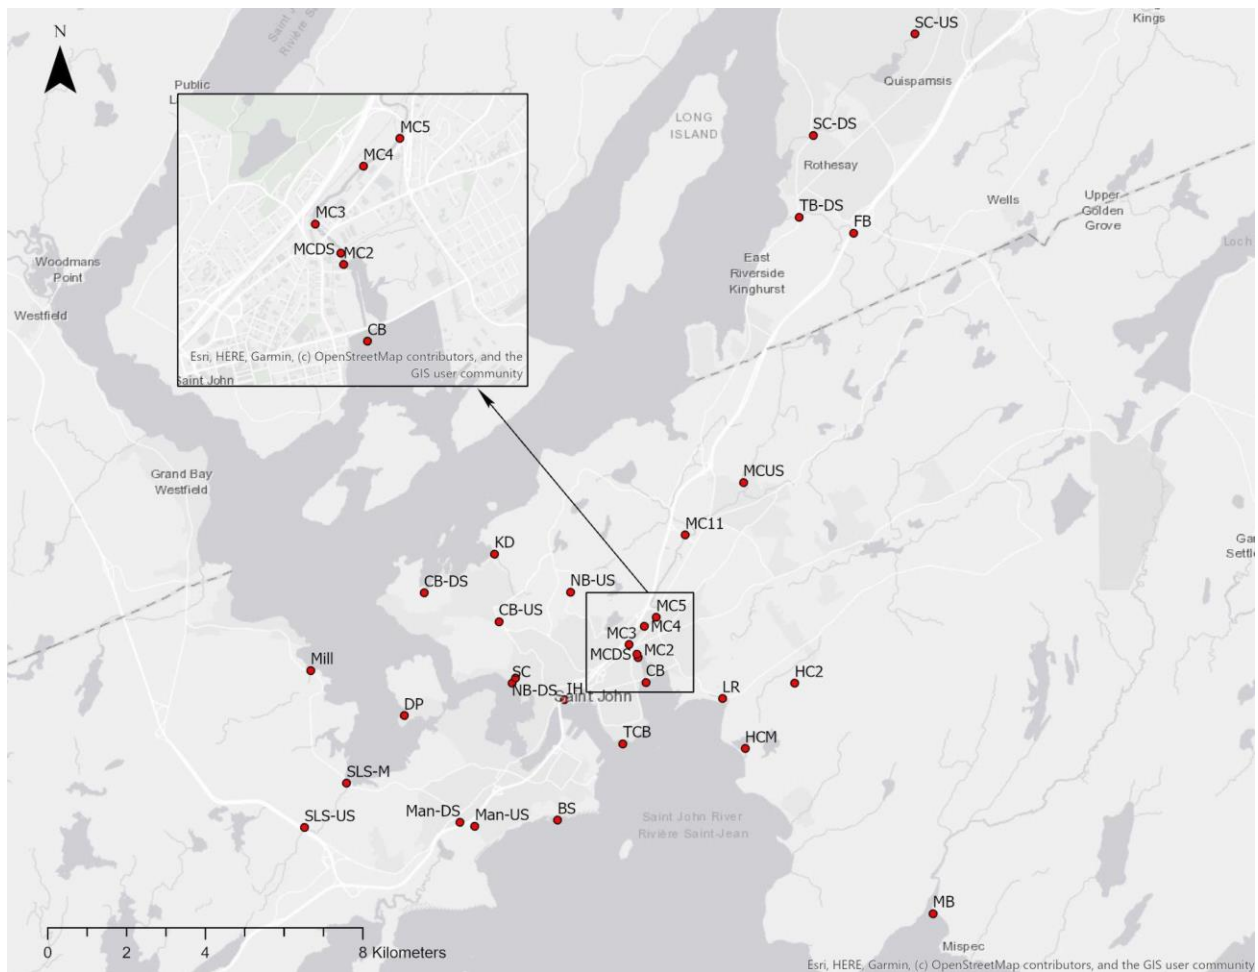 Kings
SC-US
N
Quispamsis
Public
MC5
LONG
ISLAND
SC-DS
MC4
Rothesay
Wells
Upper
Golden
Grove
TB-DS
FB
MC3
MCDS
MC2
Loch
Woodmans
Point
East
Riverside
Kinghurst
Westfield
CB
Esri, HERE, Garmin, (c) OpenStreetMap contributors, and the
GIS user community
Saint John
Grand Bay
Westfield
MCUS
MC11
KD
CB-DS
NB-US
CB-US
MC5
MC4
MC3
MC2
MCDS
Mill
SC
CB
HC2
NB-DS
IH
Saint John
LR
DP
TCB
HCM
SLS-M
SLS-US
Man-DS
Man-US
BS
Saint John River
Rivière Saint-Jean
MB
Mispec
0 2 4 8 Kilometers
Esri, HERE, Garmin, (c) OpenStreetMap contributors, and the GIS user community